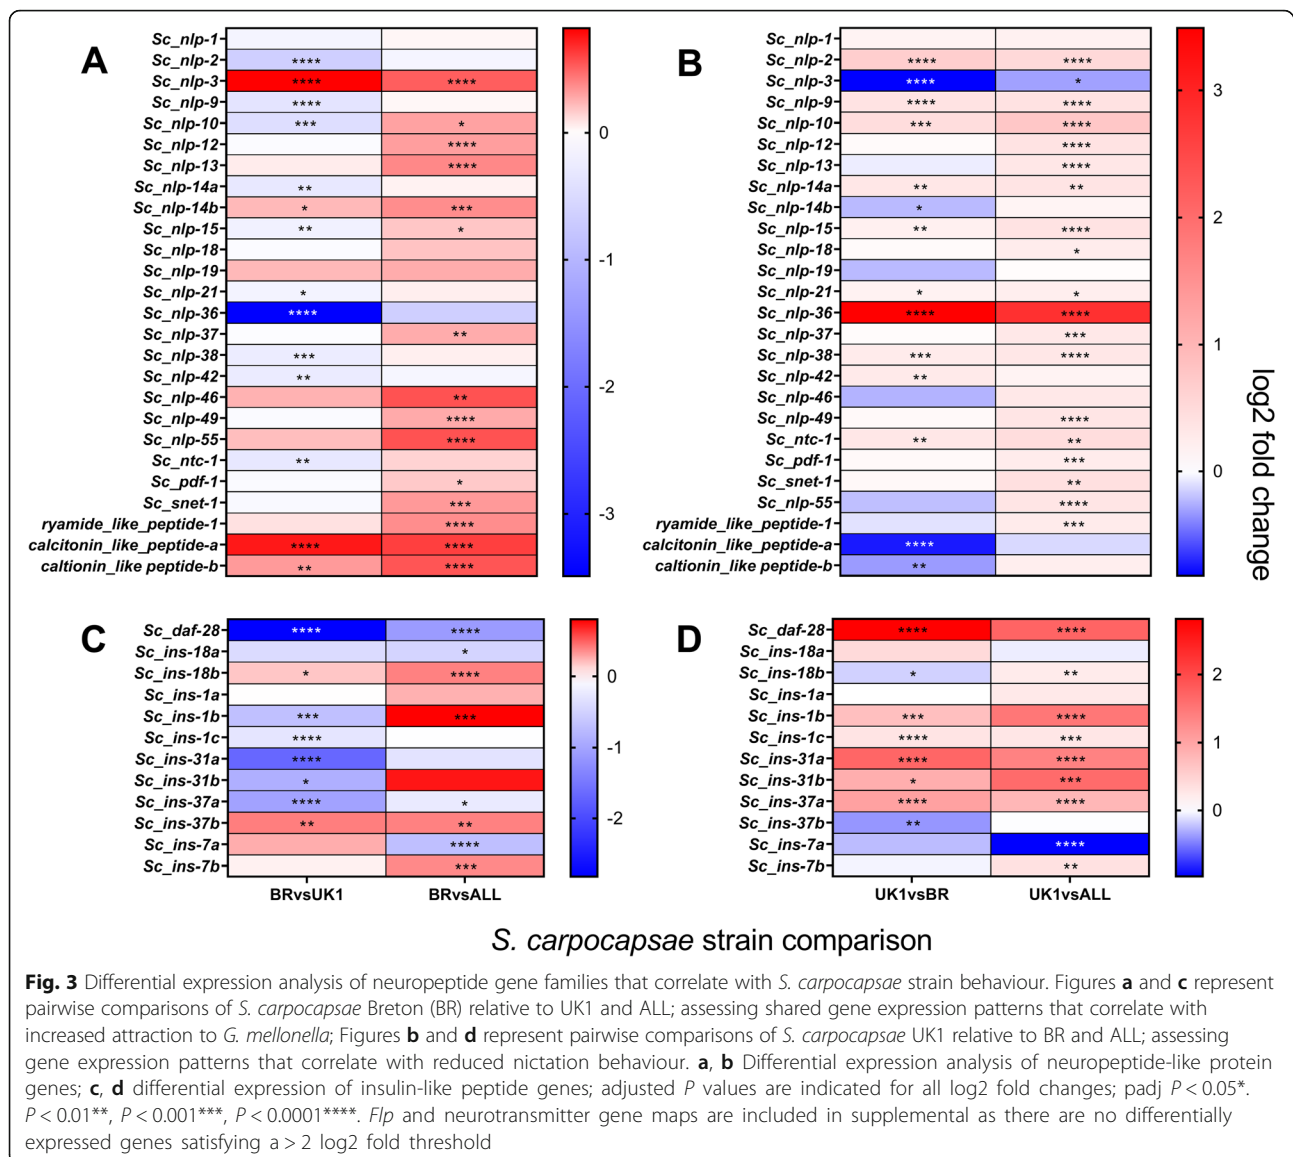 A
Sc_nlp-1
Sc_nlp-2 ****
Sc_nlp-3 **** ****
Sc_nlp-9 ****
Sc_nlp-10 *** *
Sc_nlp-12 ****
Sc_nlp-13 ****
Sc_nlp-14a **
Sc_nlp-14b * ***
Sc_nlp-15 ** *
Sc_nlp-18
Sc_nlp-19
Sc_nlp-21 *
Sc_nlp-36 ****
Sc_nlp-37 **
Sc_nlp-38 ***
Sc_nlp-42 **
Sc_nlp-46 **
Sc_nlp-49 ****
Sc_nlp-55 ****
Sc_ntc-1 **
Sc_pdf-1 *
Sc_snet-1 ***
ryamide_like_peptide-1 ****
calcitonin_like_peptide-a **** ****
caltionin_like peptide-b ** ****
0
-1
-2
-3
B
Sc_nlp-1
Sc_nlp-2 **** ****
Sc_nlp-3 **** *
Sc_nlp-9 **** ****
Sc_nlp-10 *** ****
Sc_nlp-12 ****
Sc_nlp-13 ****
Sc_nlp-14a ** **
Sc_nlp-14b *
Sc_nlp-15 ** ****
Sc_nlp-18 *
Sc_nlp-19
Sc_nlp-21 * *
Sc_nlp-36 **** ****
Sc_nlp-37 ***
Sc_nlp-38 *** ****
Sc_nlp-42 **
Sc_nlp-46
Sc_nlp-49 ****
Sc_ntc-1 ** **
Sc_pdf-1 ***
Sc_snet-1 **
Sc_nlp-55 ****
ryamide_like_peptide-1 ***
calcitonin_like_peptide-a ****
caltionin_like peptide-b **
3
2
1
0
log2 fold change
C
Sc_daf-28 **** ****
Sc_ins-18a *
Sc_ins-18b * ****
Sc_ins-1a
Sc_ins-1b *** ***
Sc_ins-1c ****
Sc_ins-31a ****
Sc_ins-31b *
Sc_ins-37a **** *
Sc_ins-37b ** **
Sc_ins-7a ****
Sc_ins-7b ***
BRvsUK1 BRvsALL
0
-1
-2
D
Sc_daf-28 **** ****
Sc_ins-18a
Sc_ins-18b * **
Sc_ins-1a
Sc_ins-1b *** ****
Sc_ins-1c **** ***
Sc_ins-31a **** ****
Sc_ins-31b * ***
Sc_ins-37a **** ****
Sc_ins-37b **
Sc_ins-7a ****
Sc_ins-7b **
UK1vsBR UK1vsALL
2
1
0
S. carpocapsae strain comparison
Fig. 3 Differential expression analysis of neuropeptide gene families that correlate with S. carpocapsae strain behaviour. Figures a and c represent
pairwise comparisons of S. carpocapsae Breton (BR) relative to UK1 and ALL; assessing shared gene expression patterns that correlate with
increased attraction to G. mellonella; Figures b and d represent pairwise comparisons of S. carpocapsae UK1 relative to BR and ALL; assessing
gene expression patterns that correlate with reduced nictation behaviour. a, b Differential expression analysis of neuropeptide-like protein
genes; c, d differential expression of insulin-like peptide genes; adjusted P values are indicated for all log2 fold changes; padj P < 0.05*.
P < 0.01**, P < 0.001***, P < 0.0001****. Flp and neurotransmitter gene maps are included in supplemental as there are no differentially
expressed genes satisfying a > 2 log2 fold threshold